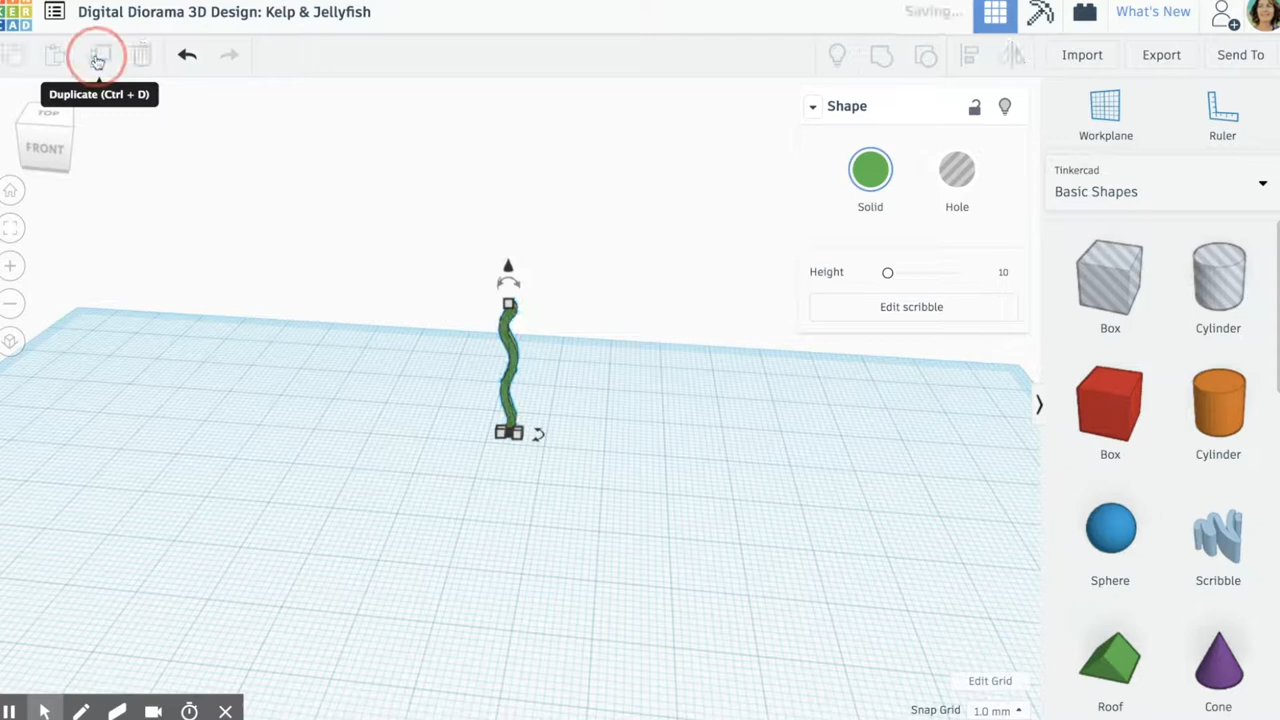 Digital Diorama 3D Design: Kelp & Jellyfish
Saving...
What's New
Import
Export
Send To
Duplicate (Ctrl + D)
TOP
FRONT
Shape
Solid
Hole
Height
10
Edit scribble
Workplane
Ruler
Tinkercad
Basic Shapes
Box
Cylinder
Box
Cylinder
Sphere
Scribble
Roof
Cone
Edit Grid
Snap Grid
1.0 mm